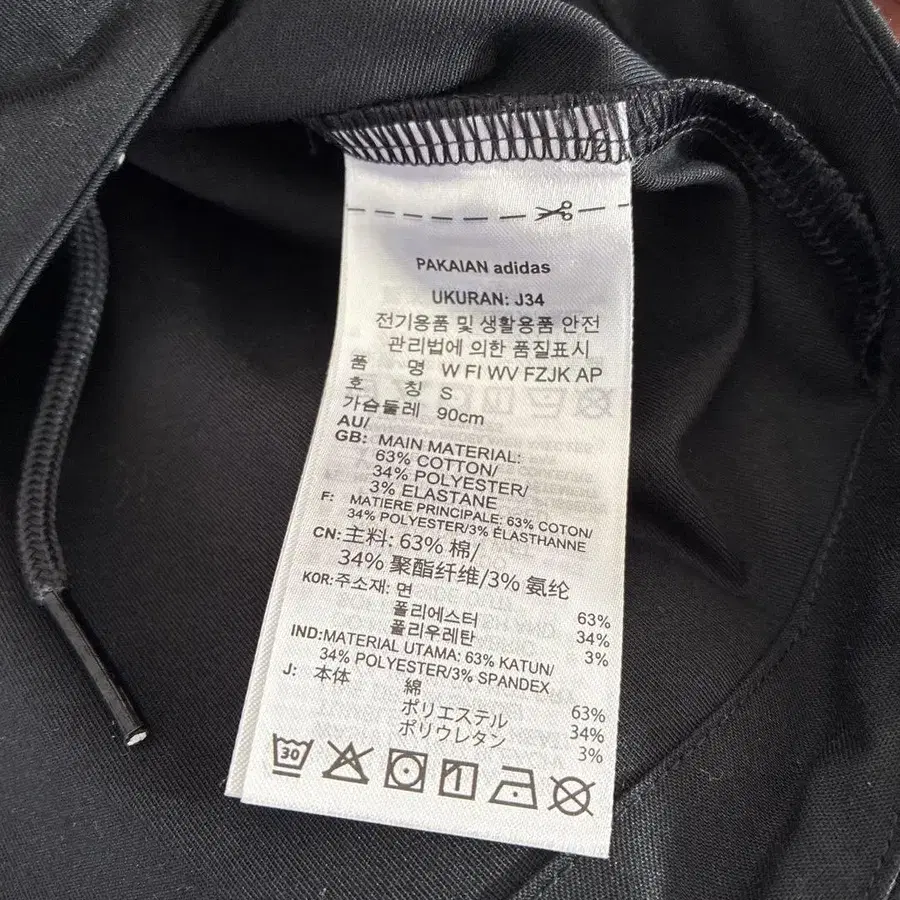 PAKAIAN adidas
UKURAN: J34
전기용품 및 생활용품 안전
관리법에 의한 품질표시
품 명 W FI WV FZJK AP
호 칭 S
가슴둘레 90cm
AU/
GB: MAIN MATERIAL:
63% COTTON/
34% POLYESTER/
3% ELASTANE
F: MATIERE PRINCIPALE: 63% COTON/
34% POLYESTER/3% ÉLASTHANNE
CN: 主料: 63% 棉/
34% 聚酯纤维/3% 氨纶
KOR: 주소재: 면 63%
폴리에스터 34%
폴리우레탄 3%
IND: MATERIAL UTAMA: 63% KATUN/
34% POLYESTER/3% SPANDEX
J: 本体 綿 63%
ポリエステル 34%
ポリウレタン 3%
30